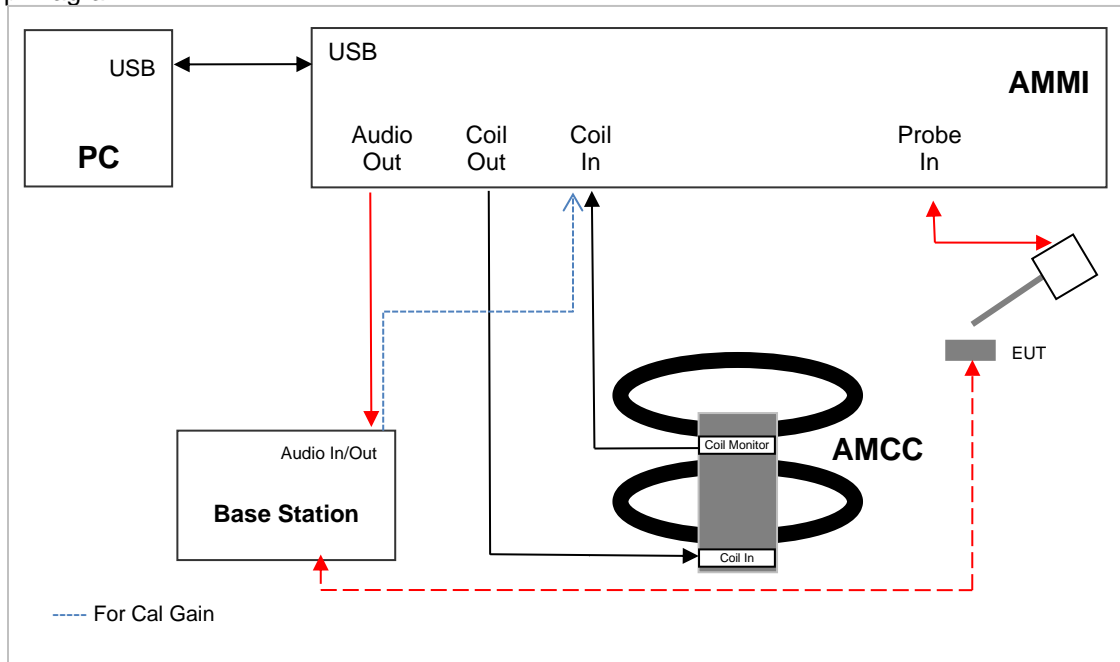 USB
PC
USB
AMMI
Audio
Out
Coil
Out
Coil
In
Probe
In
EUT
Coil Monitor
AMCC
Coil In
Audio In/Out
Base Station
For Cal Gain